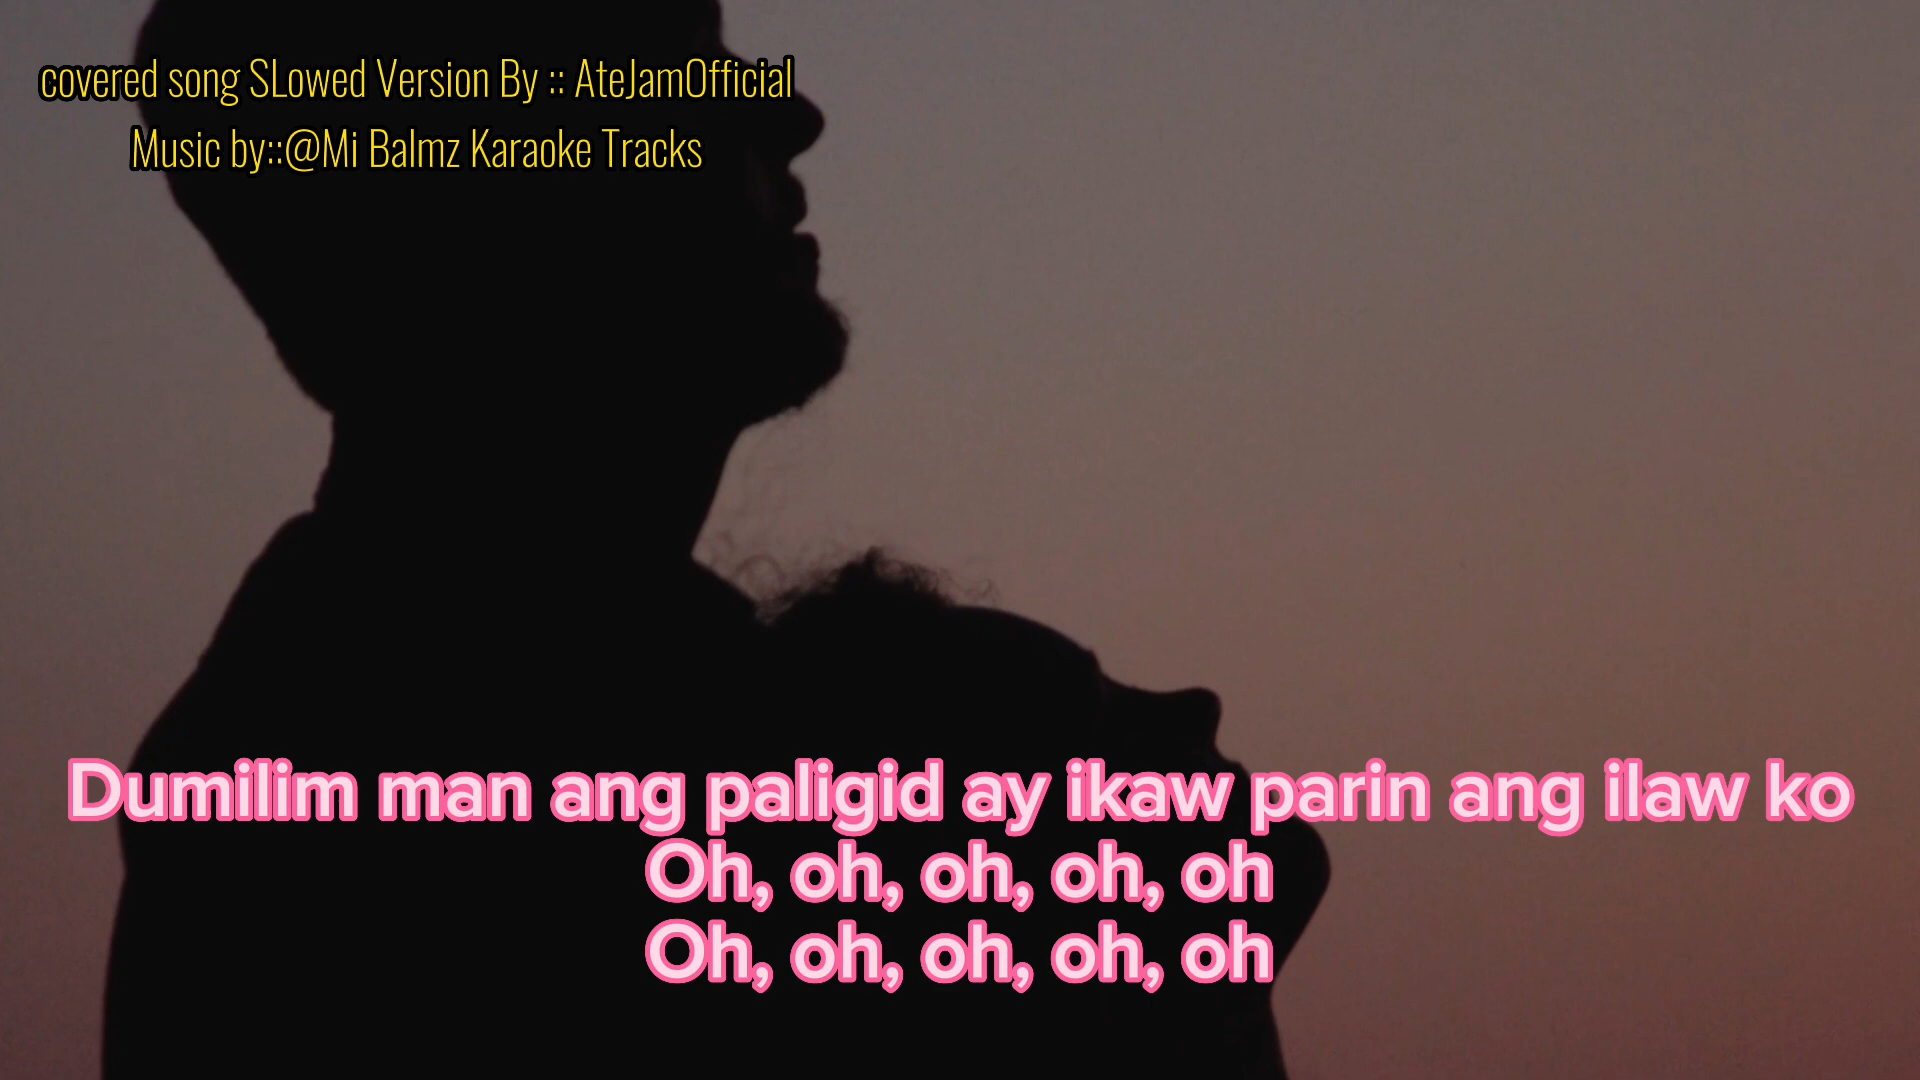 covered song SLowed Version By :: AteJamOfficial
Music by::@Mi Balmz Karaoke Tracks
Dumilim man ang paligid ay ikaw parin ang ilaw ko
Oh, oh, oh, oh, oh
Oh, oh, oh, oh, oh